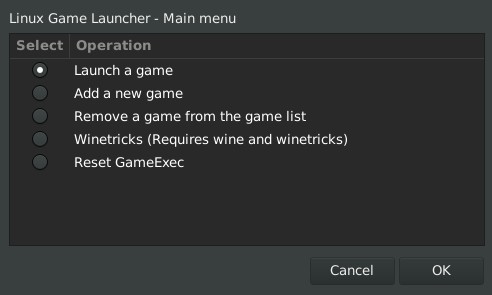 Linux Game Launcher - Main menu
Select Operation
Launch a game
Add a new game
Remove a game from the game list
Winetricks (Requires wine and winetricks)
Reset GameExec
Cancel OK